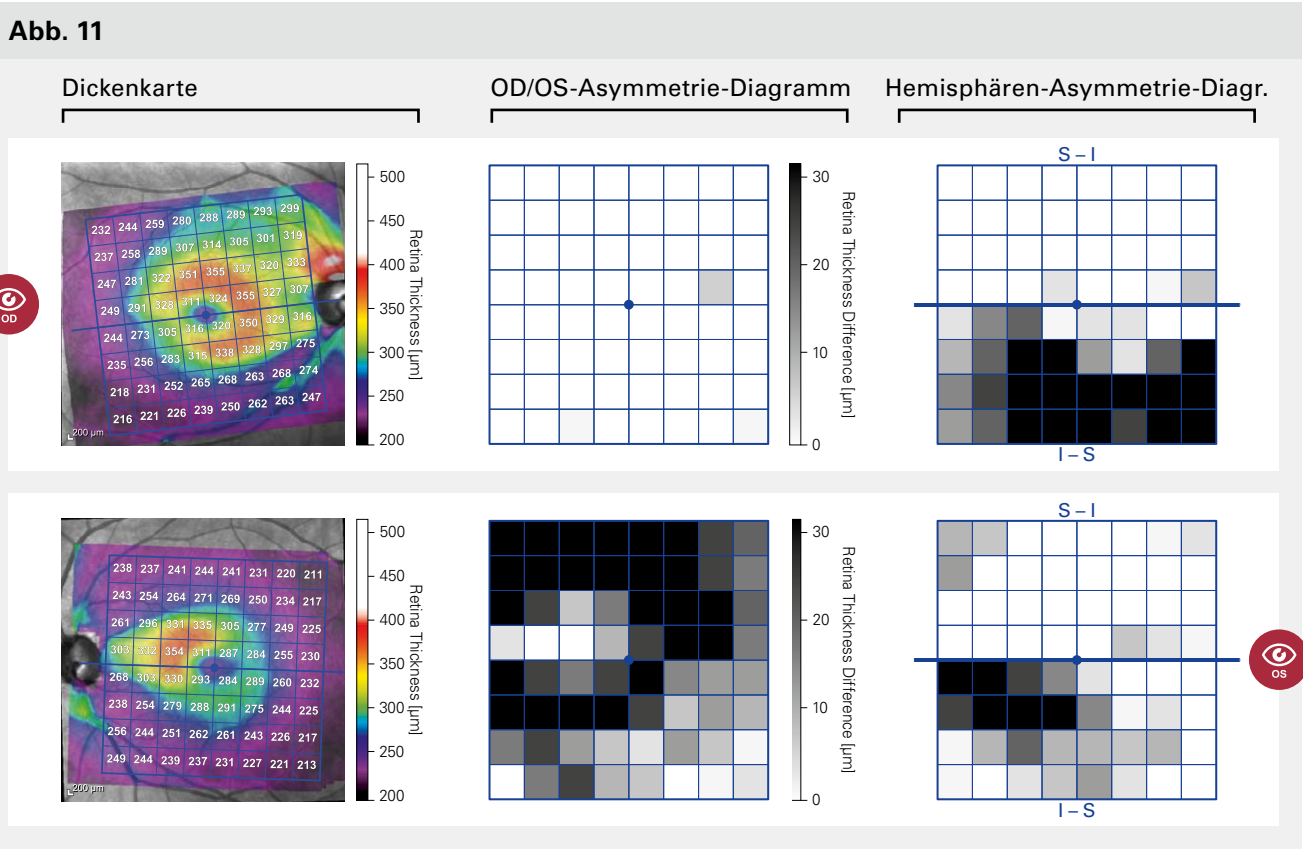 Abb. 11
Dickenkarte
OD/OS-Asymmetrie-Diagramm
Hemisphären-Asymmetrie-Diagr.
OD
232 244 259 280 288 289 293 299
237 258 289 307 314 305 301 319
247 281 322 351 355 337 320 333
249 291 328 311 324 355 327 307
244 273 305 316 320 350 329 316
235 256 283 315 338 328 297 275
218 231 252 265 268 263 268 274
216 221 226 239 250 262 263 247
200 µm
500
450
400
350
300
250
200
Retina Thickness [µm]
30
20
10
0
Retina Thickness Difference [µm]
S – I
I – S
238 237 241 244 241 231 220 211
243 254 264 271 269 250 234 217
261 296 331 335 305 277 249 225
303 332 354 311 287 284 255 230
268 303 330 293 284 289 260 232
238 254 279 288 291 275 244 225
256 244 251 262 261 243 226 217
249 244 239 237 231 227 221 213
200 µm
500
450
400
350
300
250
200
Retina Thickness [µm]
30
20
10
0
Retina Thickness Difference [µm]
S – I
I – S
OS